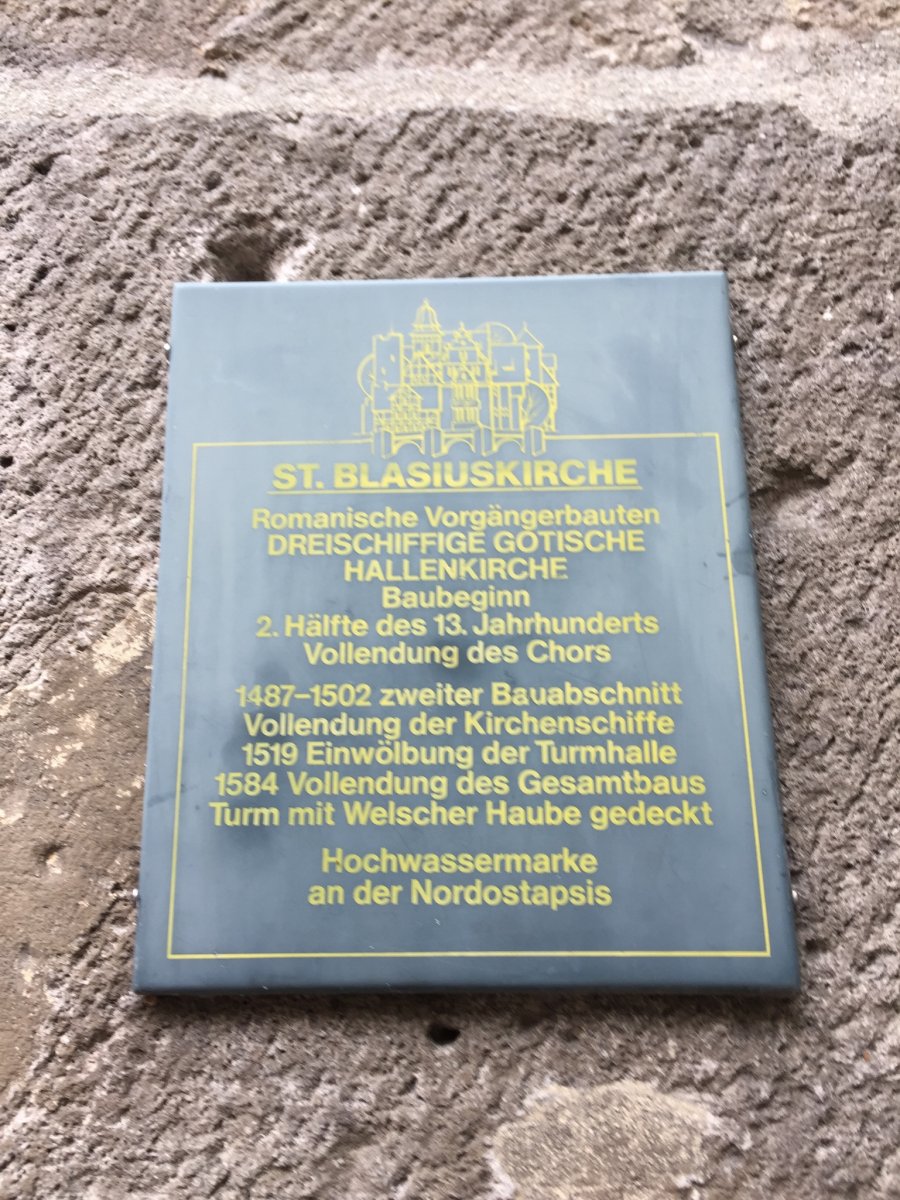 ST. BLASIUSKIRCHE
Romanische Vorgängerbauten
DREISCHIFFIGE GOTISCHE
HALLENKIRCHE
Baubeginn
2. Hälfte des 13. Jahrhunderts
Vollendung des Chors
1487–1502 zweiter Bauabschnitt
Vollendung der Kirchenschiffe
1519 Einwölbung der Turmhalle
1584 Vollendung des Gesamtbaus
Turm mit Welscher Haube gedeckt
Hochwassermarke
an der Nordostapsis